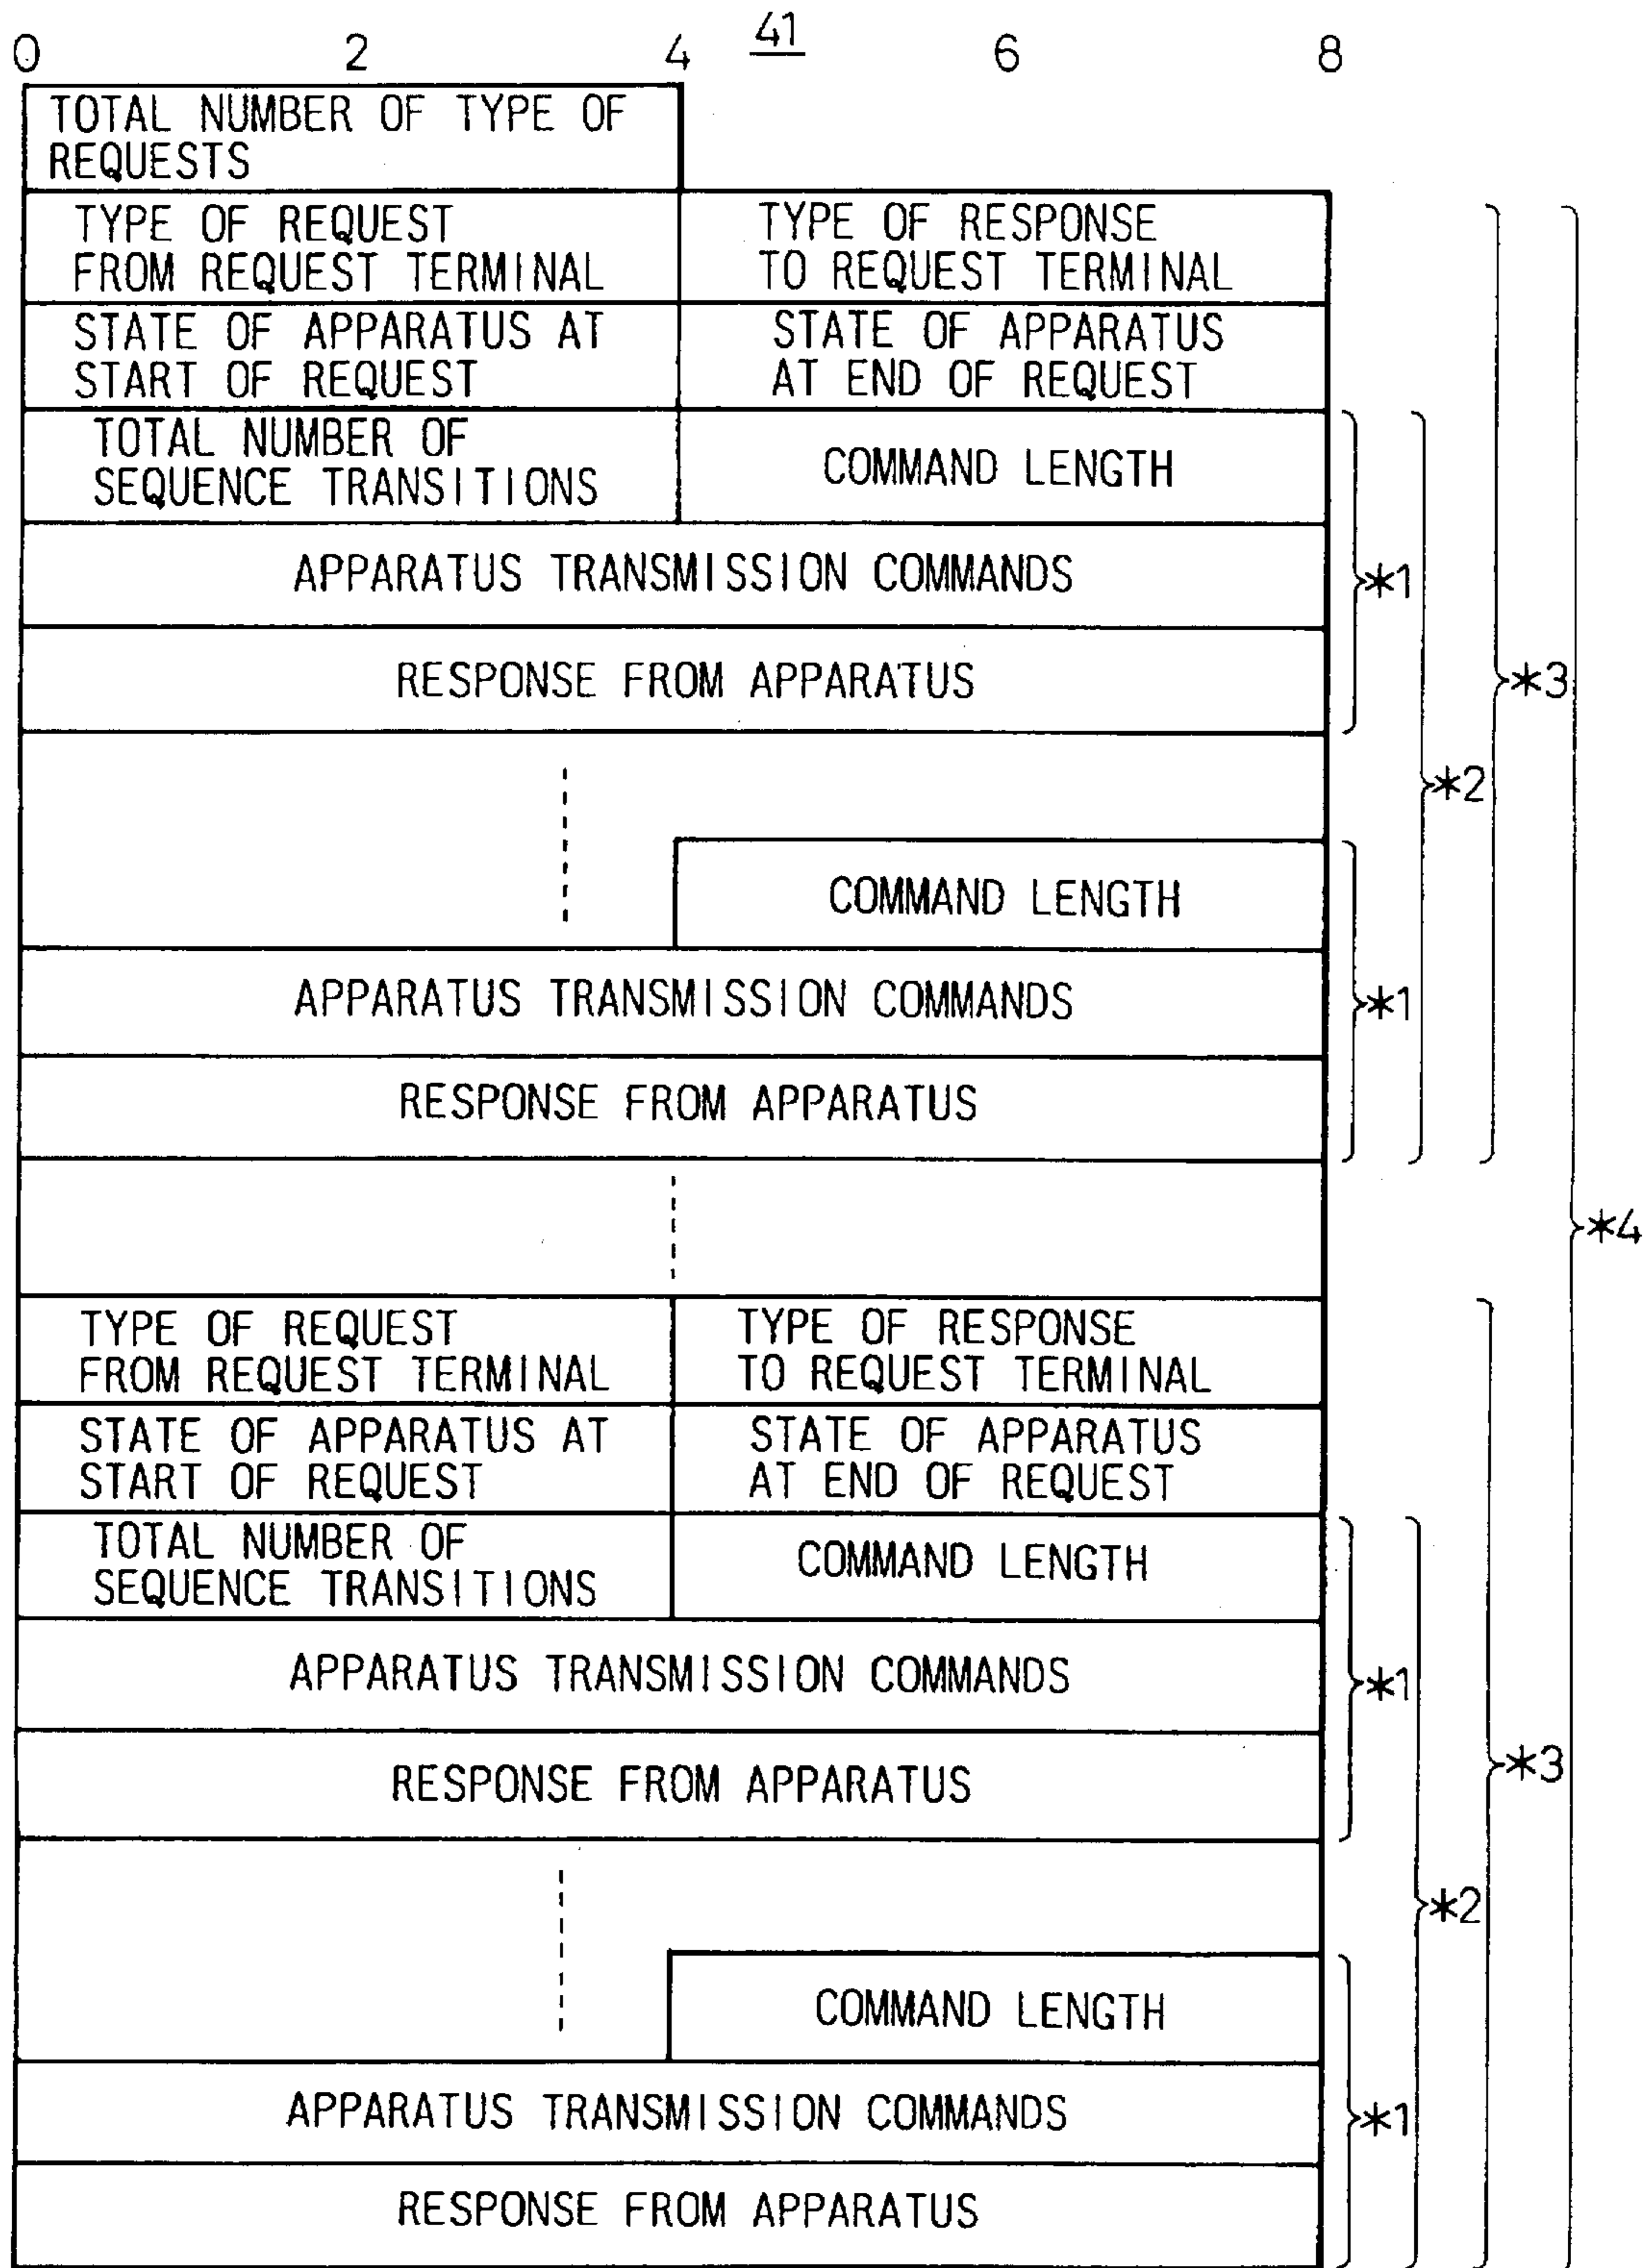 41
0 2 4 6 8
TOTAL NUMBER OF TYPE OF
REQUESTS
TYPE OF REQUEST
FROM REQUEST TERMINAL
TYPE OF RESPONSE
TO REQUEST TERMINAL
STATE OF APPARATUS AT
START OF REQUEST
STATE OF APPARATUS
AT END OF REQUEST
TOTAL NUMBER OF
SEQUENCE TRANSITIONS
COMMAND LENGTH
APPARATUS TRANSMISSION COMMANDS
*1
RESPONSE FROM APPARATUS
*3
*2
COMMAND LENGTH
APPARATUS TRANSMISSION COMMANDS
*1
RESPONSE FROM APPARATUS
*4
TYPE OF REQUEST
FROM REQUEST TERMINAL
TYPE OF RESPONSE
TO REQUEST TERMINAL
STATE OF APPARATUS AT
START OF REQUEST
STATE OF APPARATUS
AT END OF REQUEST
TOTAL NUMBER OF
SEQUENCE TRANSITIONS
COMMAND LENGTH
APPARATUS TRANSMISSION COMMANDS
*1
RESPONSE FROM APPARATUS
*3
*2
COMMAND LENGTH
APPARATUS TRANSMISSION COMMANDS
*1
RESPONSE FROM APPARATUS